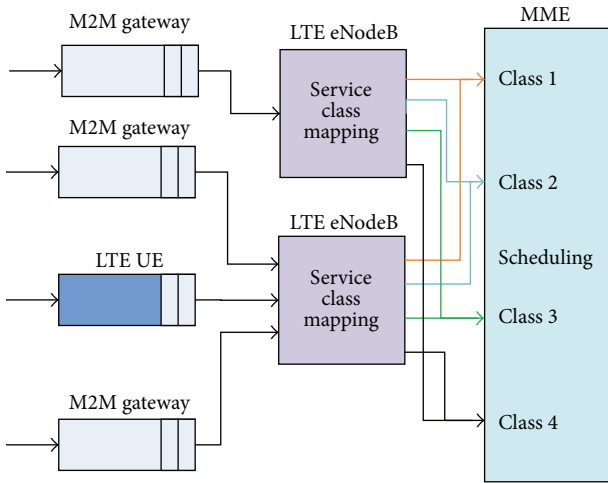 MME
M2M gateway
LTE eNodeB
Service
class
mapping
Class 1
M2M gateway
Class 2
LTE eNodeB
LTE UE
Service
class
mapping
Scheduling
Class 3
M2M gateway
Class 4